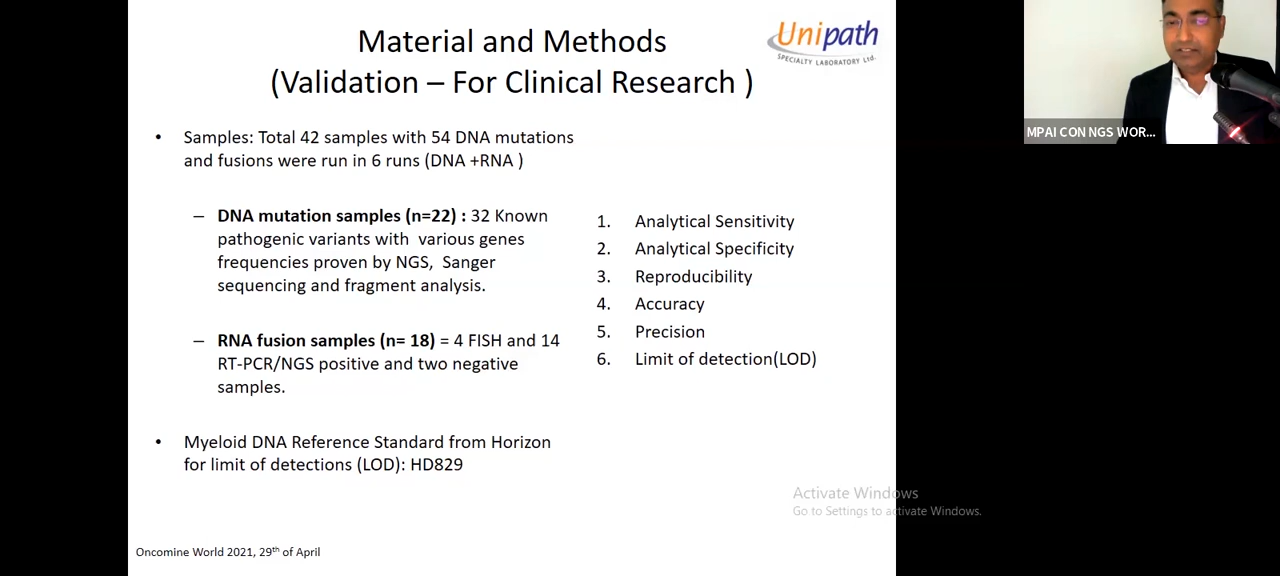 Material and Methods
(Validation – For Clinical Research )
Unipath
SPECIALTY LABORATORY Ltd.
MPAI CON NGS WOR...
• Samples: Total 42 samples with 54 DNA mutations
and fusions were run in 6 runs (DNA +RNA )
– DNA mutation samples (n=22) : 32 Known
pathogenic variants with various genes
frequencies proven by NGS, Sanger
sequencing and fragment analysis.
– RNA fusion samples (n= 18) = 4 FISH and 14
RT-PCR/NGS positive and two negative
samples.
• Myeloid DNA Reference Standard from Horizon
for limit of detections (LOD): HD829
1. Analytical Sensitivity
2. Analytical Specificity
3. Reproducibility
4. Accuracy
5. Precision
6. Limit of detection(LOD)
Activate Windows
Go to Settings to activate Windows.
Oncomine World 2021, 29th of April